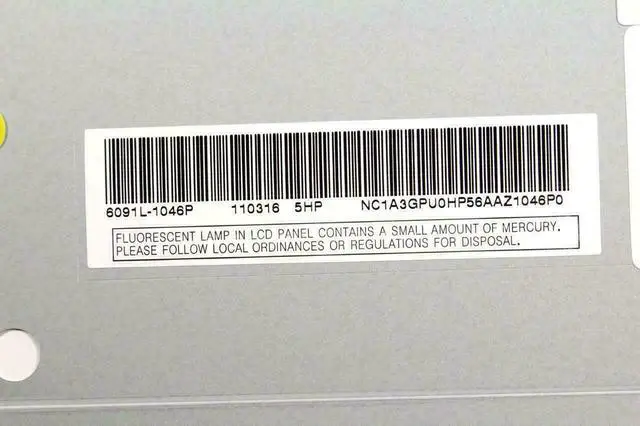 6091L-1046P 110316 5HP NC1A3GPU0HP56AAZ1046P0
FLUORESCENT LAMP IN LCD PANEL CONTAINS A SMALL AMOUNT OF MERCURY.
PLEASE FOLLOW LOCAL ORDINANCES OR REGULATIONS FOR DISPOSAL.